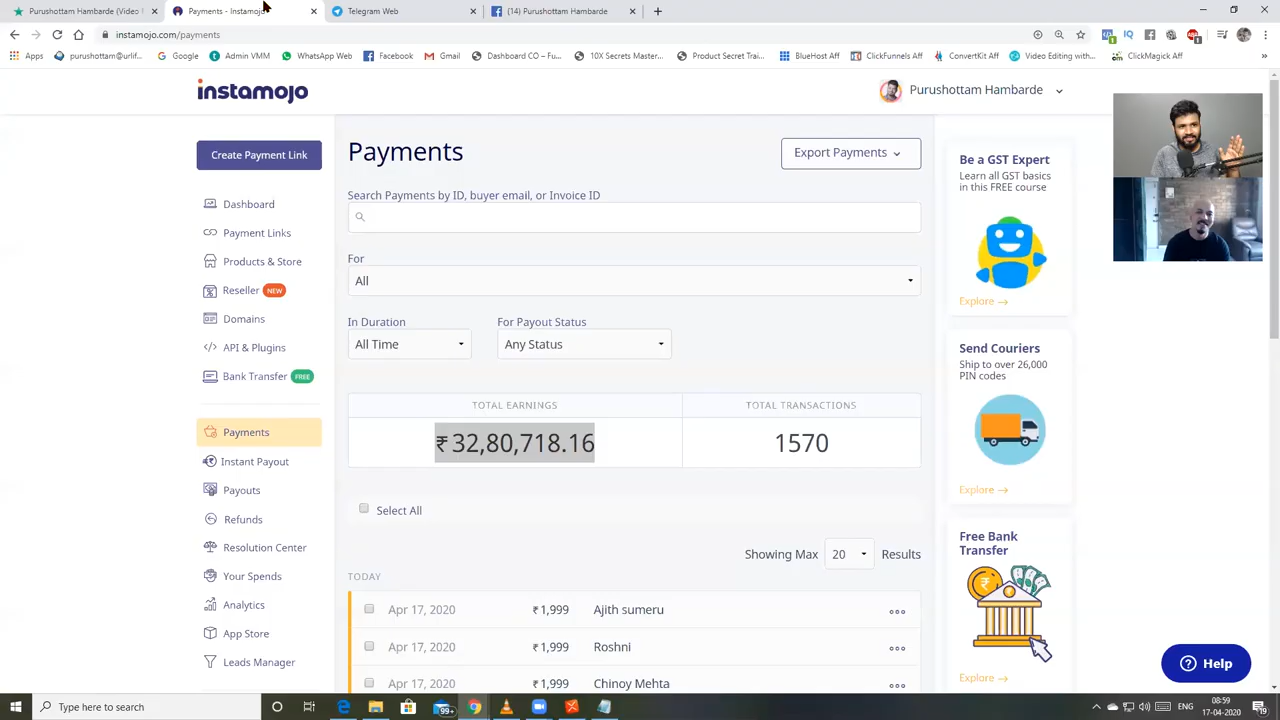 Purushottam Hambarde (Video
Payments - Instamojo
Telegram Web
(14) Purushottam Hambarde
instamojo.com/payments
Apps
purushottam@urlif...
Google
Admin VMM
WhatsApp Web
Facebook
Gmail
Dashboard CO – Fu...
10X Secrets Master...
Product Secret Trai...
BlueHost Aff
ClickFunnels Aff
ConvertKit Aff
Video Editing with...
ClickMagick Aff
instamojo
Purushottam Hambarde
Create Payment Link
Dashboard
Payment Links
Products & Store
Reseller NEW
Domains
API & Plugins
Bank Transfer FREE
Payments
Instant Payout
Payouts
Refunds
Resolution Center
Your Spends
Analytics
App Store
Leads Manager
Payments
Export Payments
Search Payments by ID, buyer email, or Invoice ID
For
All
In Duration
For Payout Status
All Time
Any Status
TOTAL EARNINGS
TOTAL TRANSACTIONS
₹ 32,80,718.16
1570
Select All
Showing Max 20 Results
TODAY
Apr 17, 2020 ₹ 1,999 Ajith sumeru
Apr 17, 2020 ₹ 1,999 Roshni
Apr 17, 2020 ₹ 1,999 Chinoy Mehta
Be a GST Expert
Learn all GST basics
in this FREE course
Explore →
Send Couriers
Ship to over 26,000
PIN codes
Explore →
Free Bank
Transfer
Explore →
Help
Type here to search
99+
08:59
17-04-2020